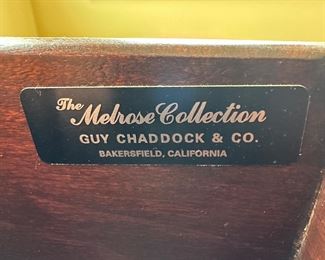 The Melrose Collection
GUY CHADDOCK & CO.
BAKERSFIELD, CALIFORNIA